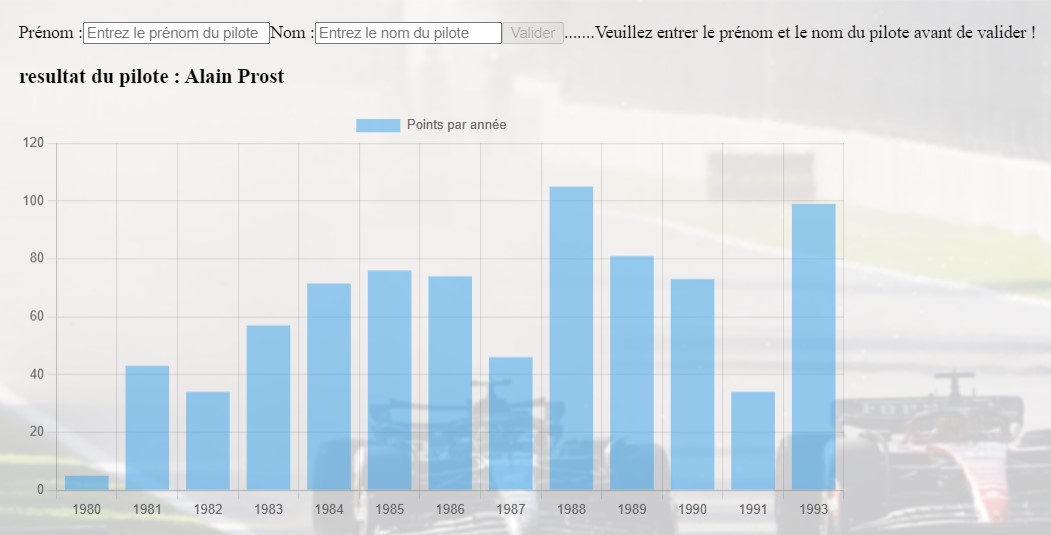 Prénom : Entrez le prénom du pilote Nom : Entrez le nom du pilote Valider .......Veuillez entrer le prénom et le nom du pilote avant de valider !
resultat du pilote : Alain Prost
Points par année
120
100
80
60
40
20
0
1980 1981 1982 1983 1984 1985 1986 1987 1988 1989 1990 1991 1993